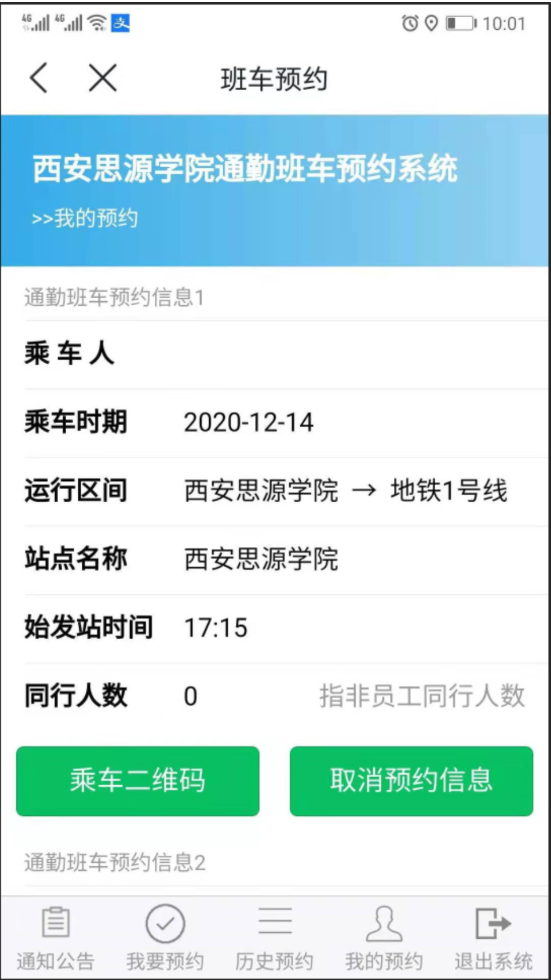 4G 4G 10:01
班车预约
西安思源学院通勤班车预约系统
>>我的预约
通勤班车预约信息1
乘 车 人
乘车时期 2020-12-14
运行区间 西安思源学院 → 地铁1号线
站点名称 西安思源学院
始发站时间 17:15
同行人数 0 指非员工同行人数
乘车二维码 取消预约信息
通勤班车预约信息2
通知公告 我要预约 历史预约 我的预约 退出系统